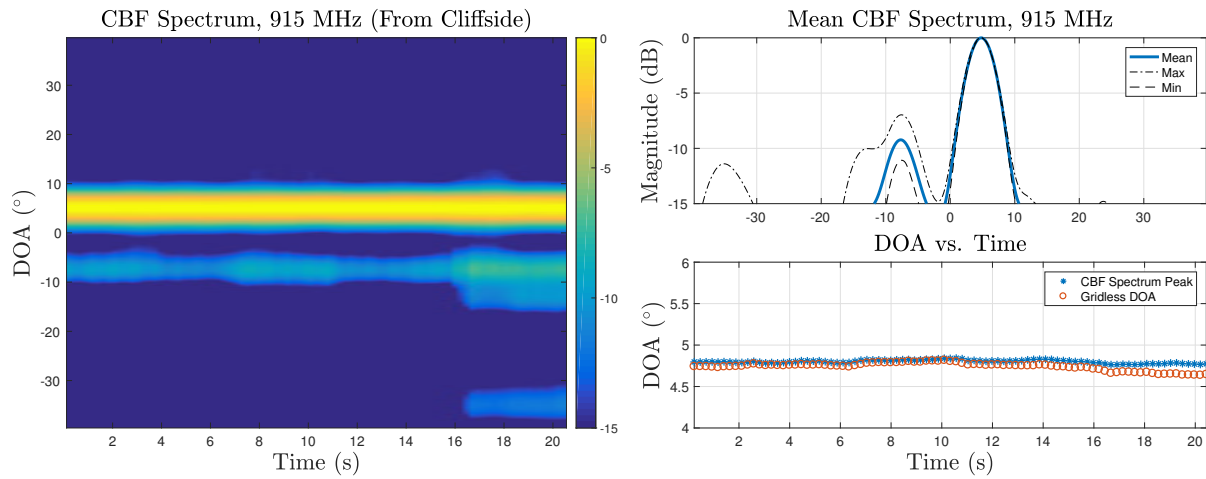 CBF Spectrum, 915 MHz (From Cliffside)
DOA (°)
30
20
10
0
-10
-20
-30
2 4 6 8 10 12 14 16 18 20
Time (s)
0
-5
-10
-15
Mean CBF Spectrum, 915 MHz
Magnitude (dB)
0
-5
-10
-15
Mean
Max
Min
-30 -20 -10 0 10 20 30
DOA vs. Time
DOA (°)
6
5.5
5
4.5
4
CBF Spectrum Peak
Gridless DOA
2 4 6 8 10 12 14 16 18 20
Time (s)